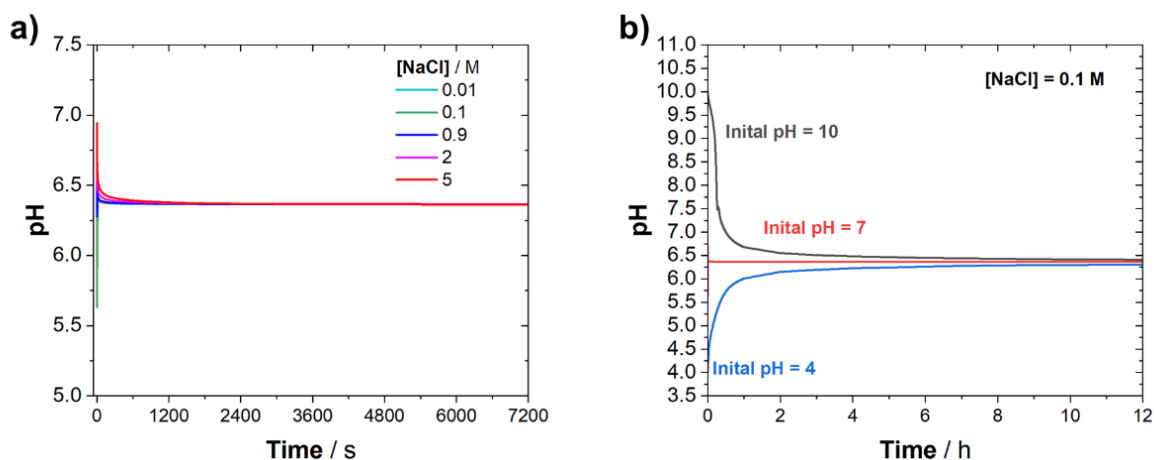 a)
7.5
7.0
6.5
6.0
5.5
5.0
pH
[NaCl] / M
0.01
0.1
0.9
2
5
0 1200 2400 3600 4800 6000 7200
Time / s
b)
11.0
10.5
10.0
9.5
9.0
8.5
8.0
7.5
7.0
6.5
6.0
5.5
5.0
4.5
4.0
3.5
pH
[NaCl] = 0.1 M
Inital pH = 10
Inital pH = 7
Inital pH = 4
0 2 4 6 8 10 12
Time / h